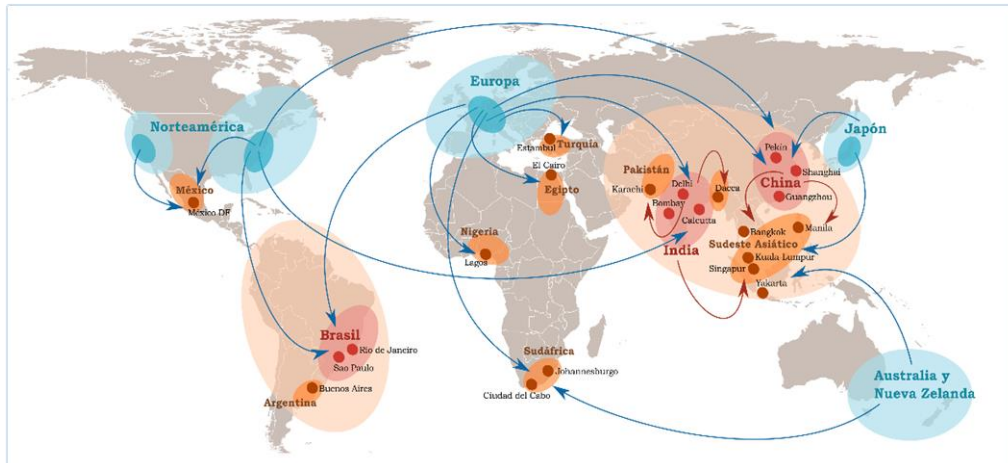 Europa
Norteamérica
Japón
Pekín
Estambul
Turquía
El Cairo
Pakistán
Shanghai
Delhi
China
México
Karachi
Dacca
Egipto
Guangzhou
México DF
Bombay
Calcutta
Nigeria
Manila
Bangkok
Sudeste Asiático
India
Lagos
Kuala-Lumpur
Singapur
Yakarta
Brasil
Río de Janeiro
Sudáfrica
Sao Paulo
Johannesburgo
Australia y
Nueva Zelanda
Buenos Aires
Ciudad del Cabo
Argentina